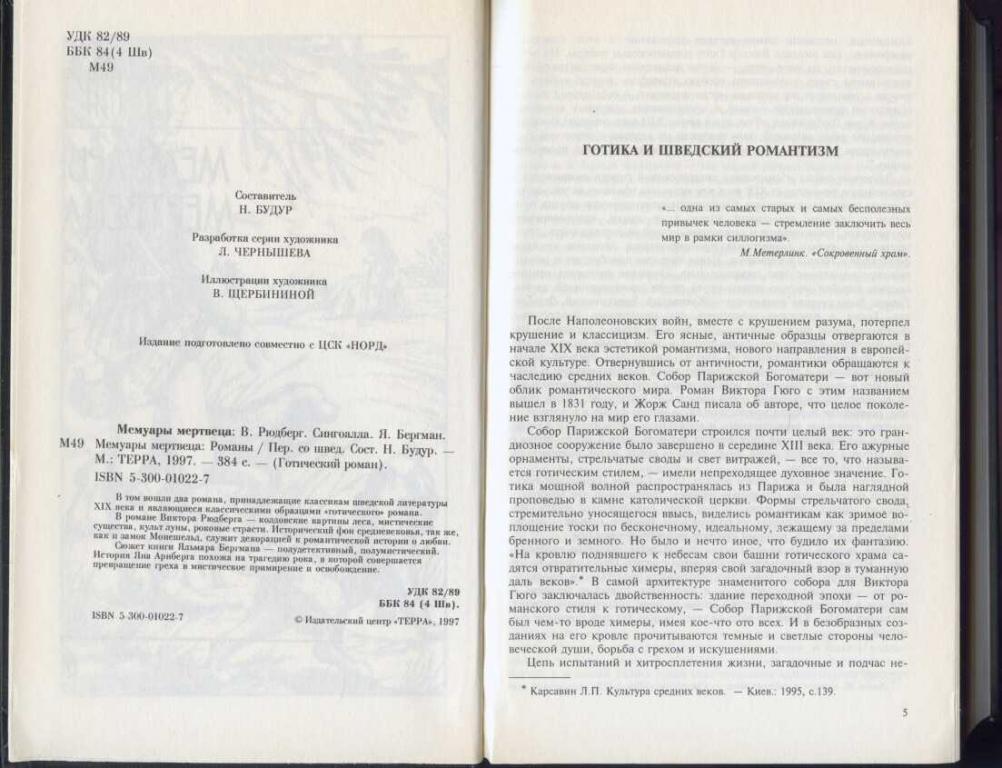 УДК 82/89
ББК 84(4 Шв)
М49
Составитель
Н. БУДУР
Разработка серии художника
Л. ЧЕРНЫШЕВА
Иллюстрации художника
В. ЩЕРБИНИНОЙ
Издание подготовлено совместно с ЦСК «НОРД»
Мемуары мертвеца: В. Рюдберг. Сингоалла. Я. Бергман.
М49 Мемуары мертвеца: Романы / Пер. со швед. Сост. Н. Будур. —
М.: ТЕРРА, 1997. — 384 с. — (Готический роман).
ISBN 5-300-01022-7
В том вошли два романа, принадлежащие классикам шведской литературы
XIX века и являющиеся классическими образцами «готического» романа.
В романе Виктора Рюдберга — колдовские картины леса, мистические
существа, культ луны, роковые страсти. Исторический фон средневековья, так же,
как и замок Монешельд, служит декорацией к романтической истории о любви.
Сюжет книги Яльмара Бергмана — полудетективный, полумистический.
История Яна Арнберга похожа на трагедию рока, в которой совершается
превращение греха в мистическое примирение и освобождение.
УДК 82/89
ББК 84 (4 Шв).
ISBN 5-300-01022-7
© Издательский центр «ТЕРРА», 1997
ГОТИКА И ШВЕДСКИЙ РОМАНТИЗМ
«... одна из самых старых и самых бесполезных
привычек человека — стремление заключить весь
мир в рамки силлогизма».
М.Метерлинк. «Сокровенный храм».
После Наполеоновских войн, вместе с крушением разума, потерпел
крушение и классицизм. Его ясные, античные образцы отвергаются в
начале XIX века эстетикой романтизма, нового направления в европей-
ской культуре. Отвернувшись от античности, романтики обращаются к
наследию средних веков. Собор Парижской Богоматери — вот новый
облик романтического мира. Роман Виктора Гюго с этим названием
вышел в 1831 году, и Жорж Санд писала об авторе, что целое поколе-
ние взглянуло на мир его глазами.
Собор Парижской Богоматери строился почти целый век: это гран-
диозное сооружение было завершено в середине XIII века. Его ажурные
орнаменты, стрельчатые своды и свет витражей, — все то, что называ-
ется готическим стилем, — имели непреходящее духовное значение. Го-
тика мощной волной распространялась из Парижа и была наглядной
проповедью в камне католической церкви. Формы стрельчатого свода,
стремительно уносящегося ввысь, виделись романтикам как зримое во-
площение тоски по бесконечному, идеальному, лежащему за пределами
бренного и земного. Но было и нечто иное, что будило их фантазию.
«На кровлю поднявшего к небесам свои башни готического храма са-
дятся отвратительные химеры, вперяя свой загадочный взор в туманную
даль веков».* В самой архитектуре знаменитого собора для Виктора
Гюго заключалась двойственность: здание переходной эпохи — от ро-
манского стиля к готическому, — Собор Парижской Богоматери сам
был чем-то вроде химеры, имея кое-что ото всех. И в безобразных соз-
даниях на его кровле прочитываются темные и светлые стороны чело-
веческой души, борьба с грехом и искушениями.
Цепь испытаний и хитросплетения жизни, загадочные и подчас не-
* Карсавин Л.П. Культура средних веков. — Киев.: 1995, с.139.
5